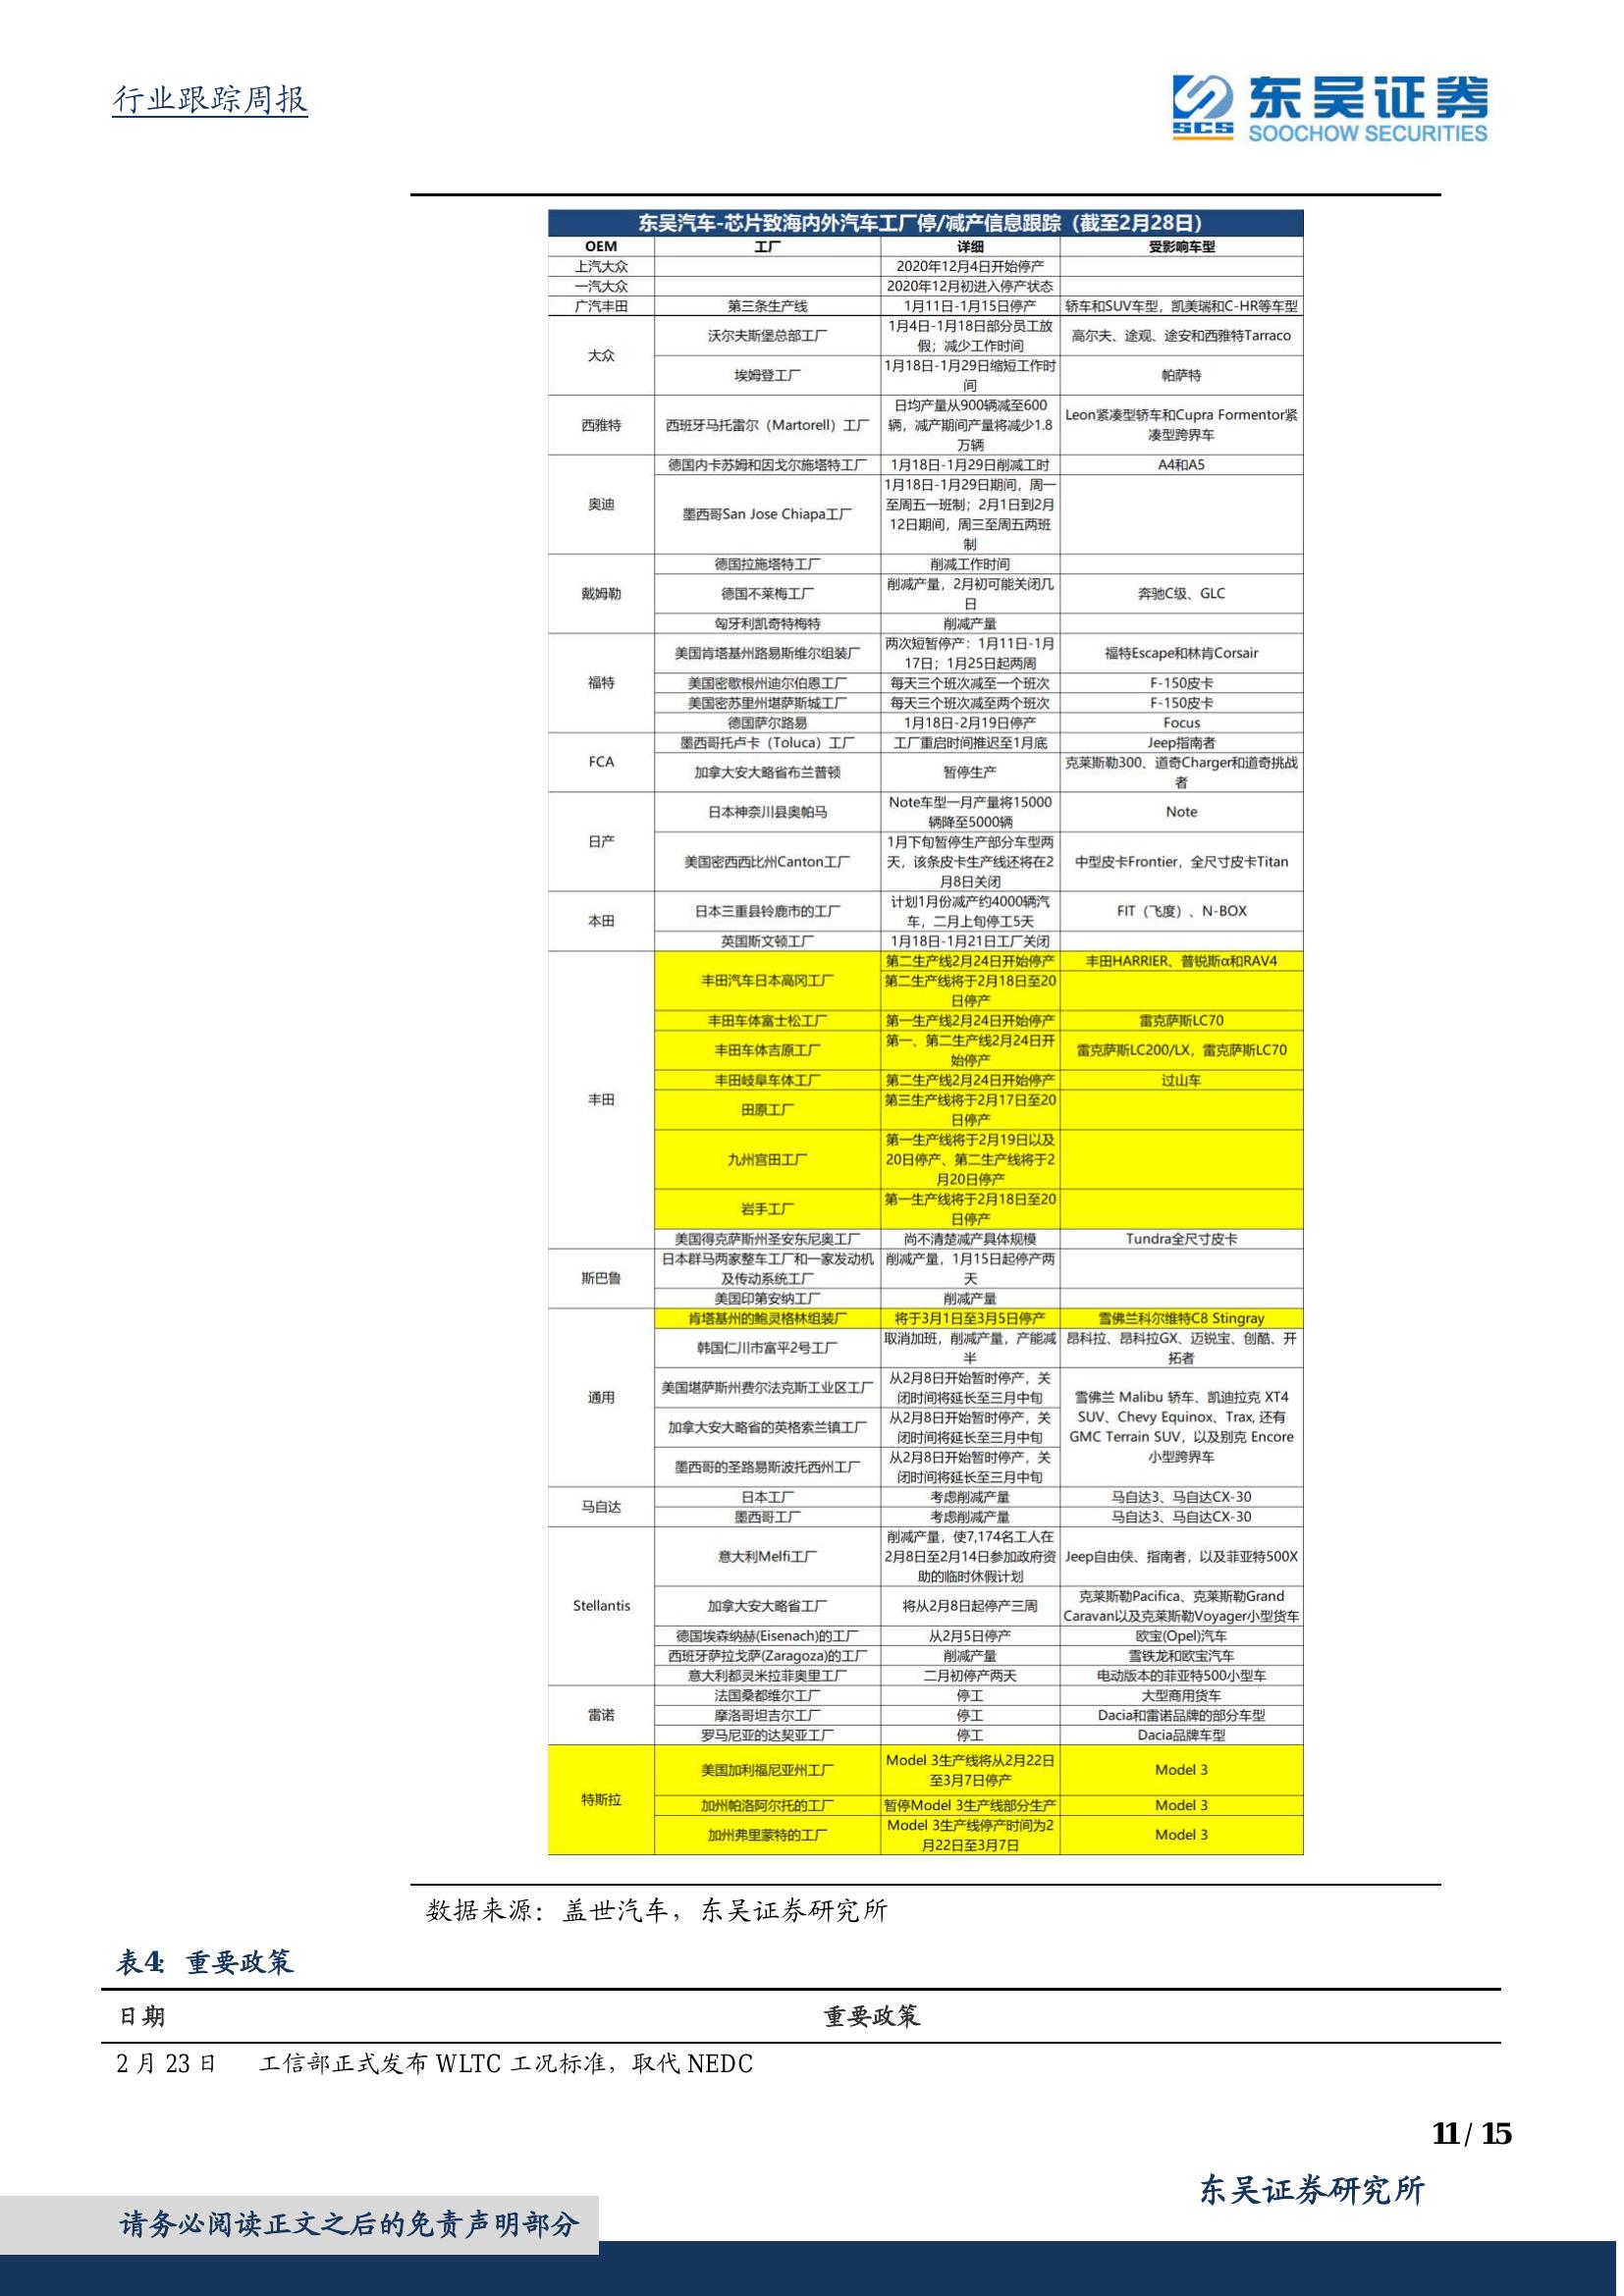 行业跟踪周报
SCS
东吴证券
SOOCHOW SECURITIES
东吴汽车-芯片致海内外汽车工厂停/减产信息跟踪（截至2月28日）
OEM 工厂 详细 受影响车型
上汽大众 2020年12月4日开始停产
一汽大众 2020年12月初进入停产状态
广汽丰田 第三条生产线 1月11日-1月15日停产 轿车和SUV车型，凯美瑞和C-HR等车型
大众 沃尔夫斯堡总部工厂 1月4日-1月18日部分员工放
假；减少工作时间 高尔夫、途观、途安和西雅特Tarraco
埃姆登工厂 1月18日-1月29日缩短工作时
间 帕萨特
西雅特 西班牙马托雷尔（Martorell）工厂 日均产量从900辆减至600
辆，减产期间产量将减少1.8
万辆 Leon紧凑型轿车和Cupra Formentor紧
凑型跨界车
奥迪 德国内卡苏姆和因戈尔施塔特工厂 1月18日-1月29日削减工时 A4和A5
墨西哥San Jose Chiapa工厂 1月18日-1月29日期间，周一
至周五一班制；2月1日到2月
12日期间，周三至周五两班
制
戴姆勒 德国拉施塔特工厂 削减工作时间
德国不莱梅工厂 削减产量，2月初可能关闭几
日 奔驰C级、GLC
匈牙利凯奇特梅特 削减产量
福特 美国肯塔基州路易斯维尔组装厂 两次短暂停产：1月11日-1月
17日；1月25日起两周 福特Escape和林肯Corsair
美国密歇根州迪尔伯恩工厂 每天三个班次减至一个班次 F-150皮卡
美国密苏里州堪萨斯城工厂 每天三个班次减至两个班次 F-150皮卡
德国萨尔路易 1月18日-2月19日停产 Focus
FCA 墨西哥托卢卡（Toluca）工厂 工厂重启时间推迟至1月底 Jeep指南者
加拿大安大略省布兰普顿 暂停生产 克莱斯勒300、道奇Charger和道奇挑战
者
日产 日本神奈川县奥帕马 Note车型一月产量将15000
辆降至5000辆 Note
美国密西西比州Canton工厂 1月下旬暂停生产部分车型两
天，该条皮卡生产线还将在2
月8日关闭 中型皮卡Frontier，全尺寸皮卡Titan
本田 日本三重县铃鹿市的工厂 计划1月份减产约4000辆汽
车，二月上旬停工5天 FIT（飞度）、N-BOX
英国斯文顿工厂 1月18日-1月21日工厂关闭
丰田 丰田汽车日本高冈工厂 第二生产线2月24日开始停产 丰田HARRIER、普锐斯α和RAV4
第二生产线将于2月18日至20
日停产
丰田车体富士松工厂 第一生产线2月24日开始停产 雷克萨斯LC70
丰田车体吉原工厂 第一、第二生产线2月24日开
始停产 雷克萨斯LC200/LX，雷克萨斯LC70
丰田岐阜车体工厂 第二生产线2月24日开始停产 过山车
田原工厂 第三生产线将于2月17日至20
日停产
九州宫田工厂 第一生产线将于2月19日以及
20日停产、第二生产线将于2
月20日停产
岩手工厂 第一生产线将于2月18日至20
日停产
美国得克萨斯州圣安东尼奥工厂 尚不清楚减产具体规模 Tundra全尺寸皮卡
斯巴鲁 日本群马两家整车工厂和一家发动机
及传动系统工厂 削减产量，1月15日起停产两
天
美国印第安纳工厂 削减产量
通用 肯塔基州的鲍灵格林组装厂 将于3月1日至3月5日停产 雪佛兰科尔维特C8 Stingray
韩国仁川市富平2号工厂 取消加班，削减产量，产能减
半 昂科拉、昂科拉GX、迈锐宝、创酷、开
拓者
美国堪萨斯州费尔法克斯工业区工厂 从2月8日开始暂时停产，关
闭时间将延长至三月中旬
加拿大安大略省的英格索兰镇工厂 从2月8日开始暂时停产，关
闭时间将延长至三月中旬
墨西哥的圣路易斯波托西州工厂 从2月8日开始暂时停产，关
闭时间将延长至三月中旬
雪佛兰 Malibu 轿车、凯迪拉克 XT4
SUV、Chevy Equinox、Trax, 还有
GMC Terrain SUV，以及别克 Encore
小型跨界车
马自达 日本工厂 考虑削减产量 马自达3、马自达CX-30
墨西哥工厂 考虑削减产量 马自达3、马自达CX-30
Stellantis 意大利Melfi工厂 削减产量，使7,174名工人在
2月8日至2月14日参加政府资
助的临时休假计划 Jeep自由侠、指南者，以及菲亚特500X
加拿大安大略省工厂 将从2月8日起停产三周 克莱斯勒Pacifica、克莱斯勒Grand
Caravan以及克莱斯勒Voyager小型货车
德国埃森纳赫(Eisenach)的工厂 从2月5日停产 欧宝(Opel)汽车
西班牙萨拉戈萨(Zaragoza)的工厂 削减产量 雪铁龙和欧宝汽车
意大利都灵米拉菲奥里工厂 二月初停产两天 电动版本的菲亚特500小型车
雷诺 法国桑都维尔工厂 停工 大型商用货车
摩洛哥坦吉尔工厂 停工 Dacia和雷诺品牌的部分车型
罗马尼亚的达契亚工厂 停工 Dacia品牌车型
特斯拉 美国加利福尼亚州工厂 Model 3生产线将从2月22日
至3月7日停产 Model 3
加州帕洛阿尔托的工厂 暂停Model 3生产线部分生产 Model 3
加州弗里蒙特的工厂 Model 3生产线停产时间为2
月22日至3月7日 Model 3
数据来源：盖世汽车，东吴证券研究所
表4：重要政策
日期 重要政策
2 月 23 日 工信部正式发布 WLTC 工况标准，取代 NEDC
11 / 15
东吴证券研究所
请务必阅读正文之后的免责声明部分